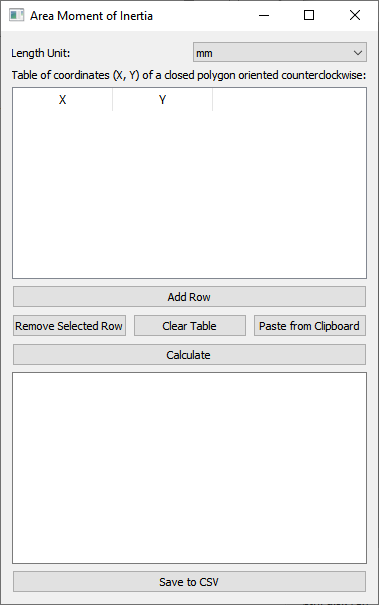 Area Moment of Inertia
Length Unit: mm
Table of coordinates (X, Y) of a closed polygon oriented counterclockwise:
X Y
Add Row
Remove Selected Row Clear Table Paste from Clipboard
Calculate
Save to CSV